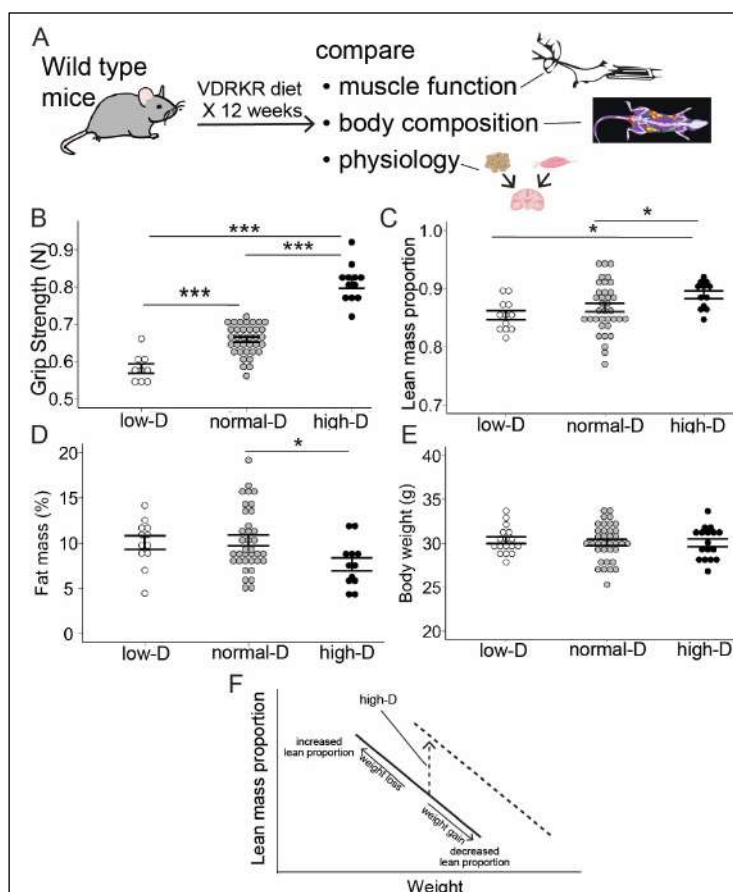 A
Wild type
mice
VDRKR diet
X 12 weeks
compare
• muscle function
• body composition
• physiology
B
***
***
***
Grip Strength (N)
0.9
0.8
0.7
0.6
0.5
low-D normal-D high-D
C
*
*
Lean mass proportion
1.0
0.9
0.8
0.7
low-D normal-D high-D
D
*
Fat mass (%)
20
15
10
5
0
low-D normal-D high-D
E
Body weight (g)
40
35
30
25
20
low-D normal-D high-D
F
Lean mass proportion
high-D
increased
lean proportion
weight loss
weight gain
decreased
lean proportion
Weight